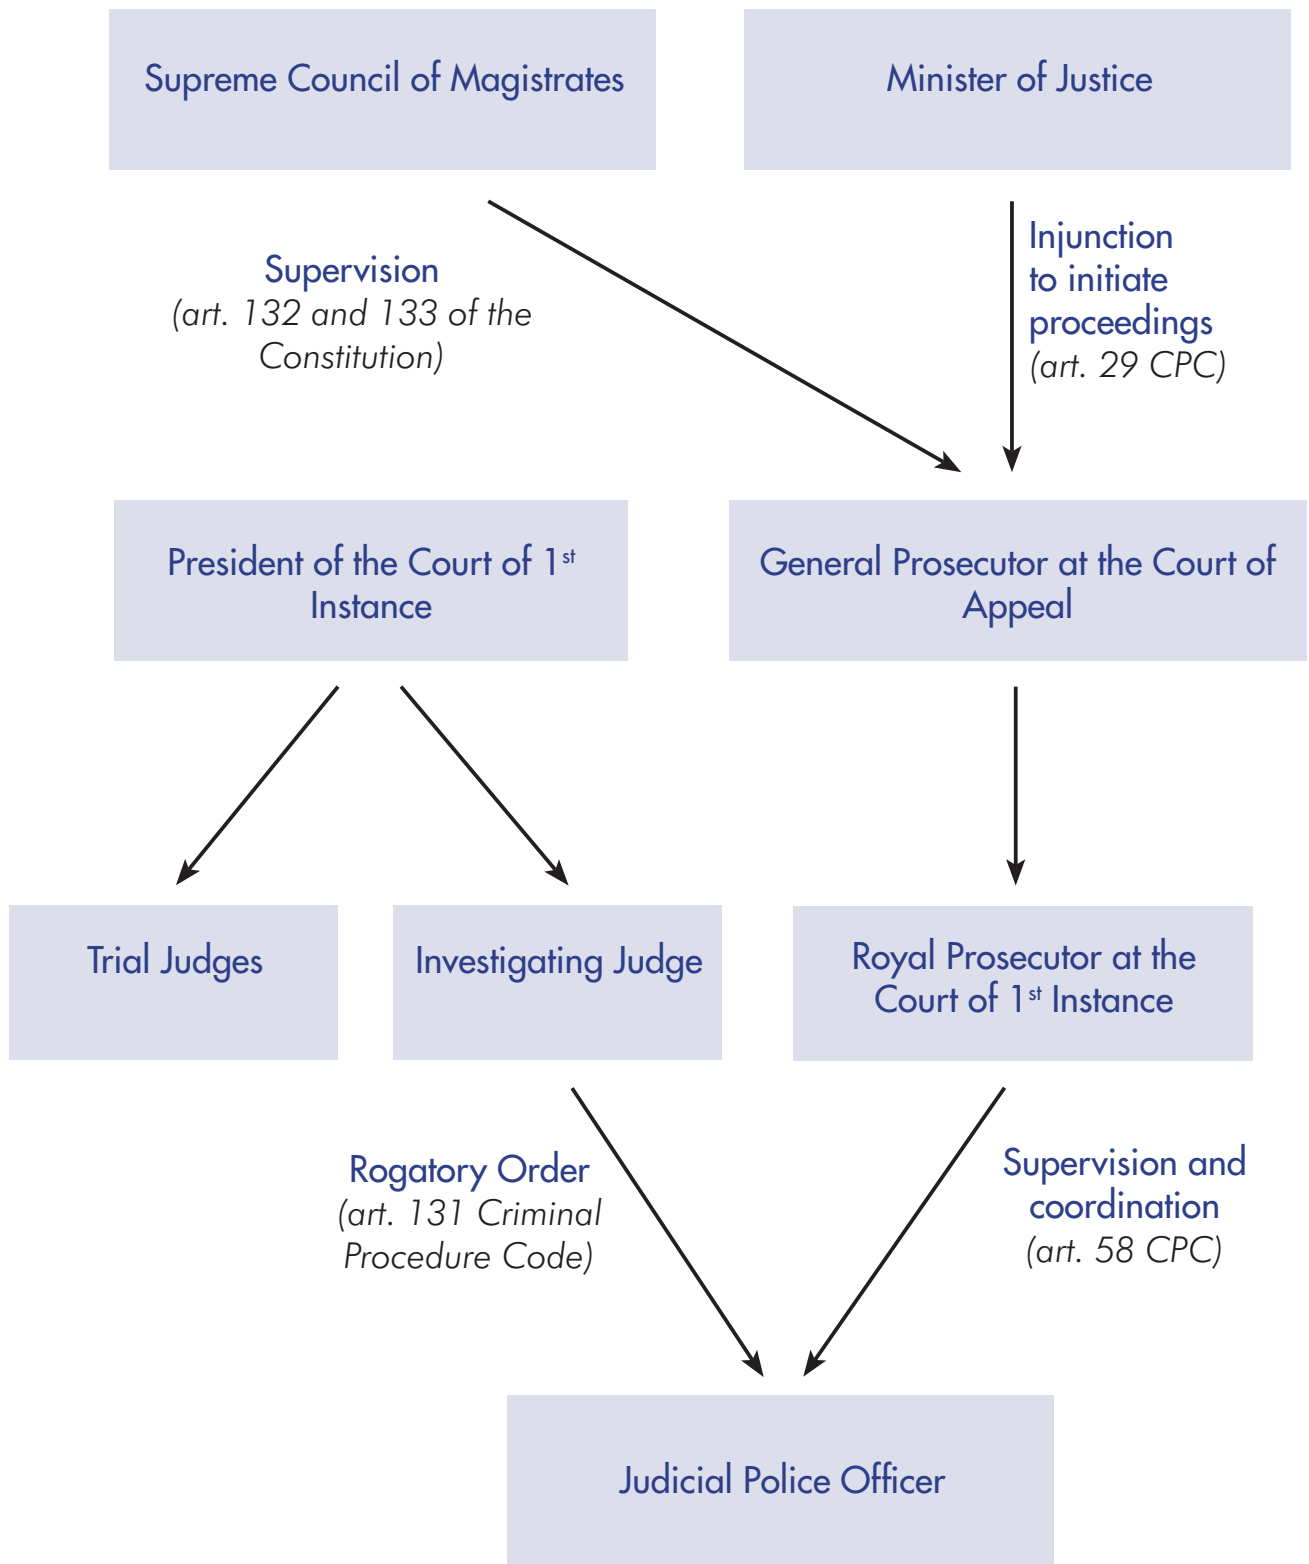 Supreme Council of Magistrates
Minister of Justice
Supervision
(art. 132 and 133 of the
Constitution)
Injunction
to initiate
proceedings
(art. 29 CPC)
President of the Court of 1st
Instance
General Prosecutor at the Court of
Appeal
Trial Judges
Investigating Judge
Royal Prosecutor at the
Court of 1st Instance
Rogatory Order
(art. 131 Criminal
Procedure Code)
Supervision and
coordination
(art. 58 CPC)
Judicial Police Officer